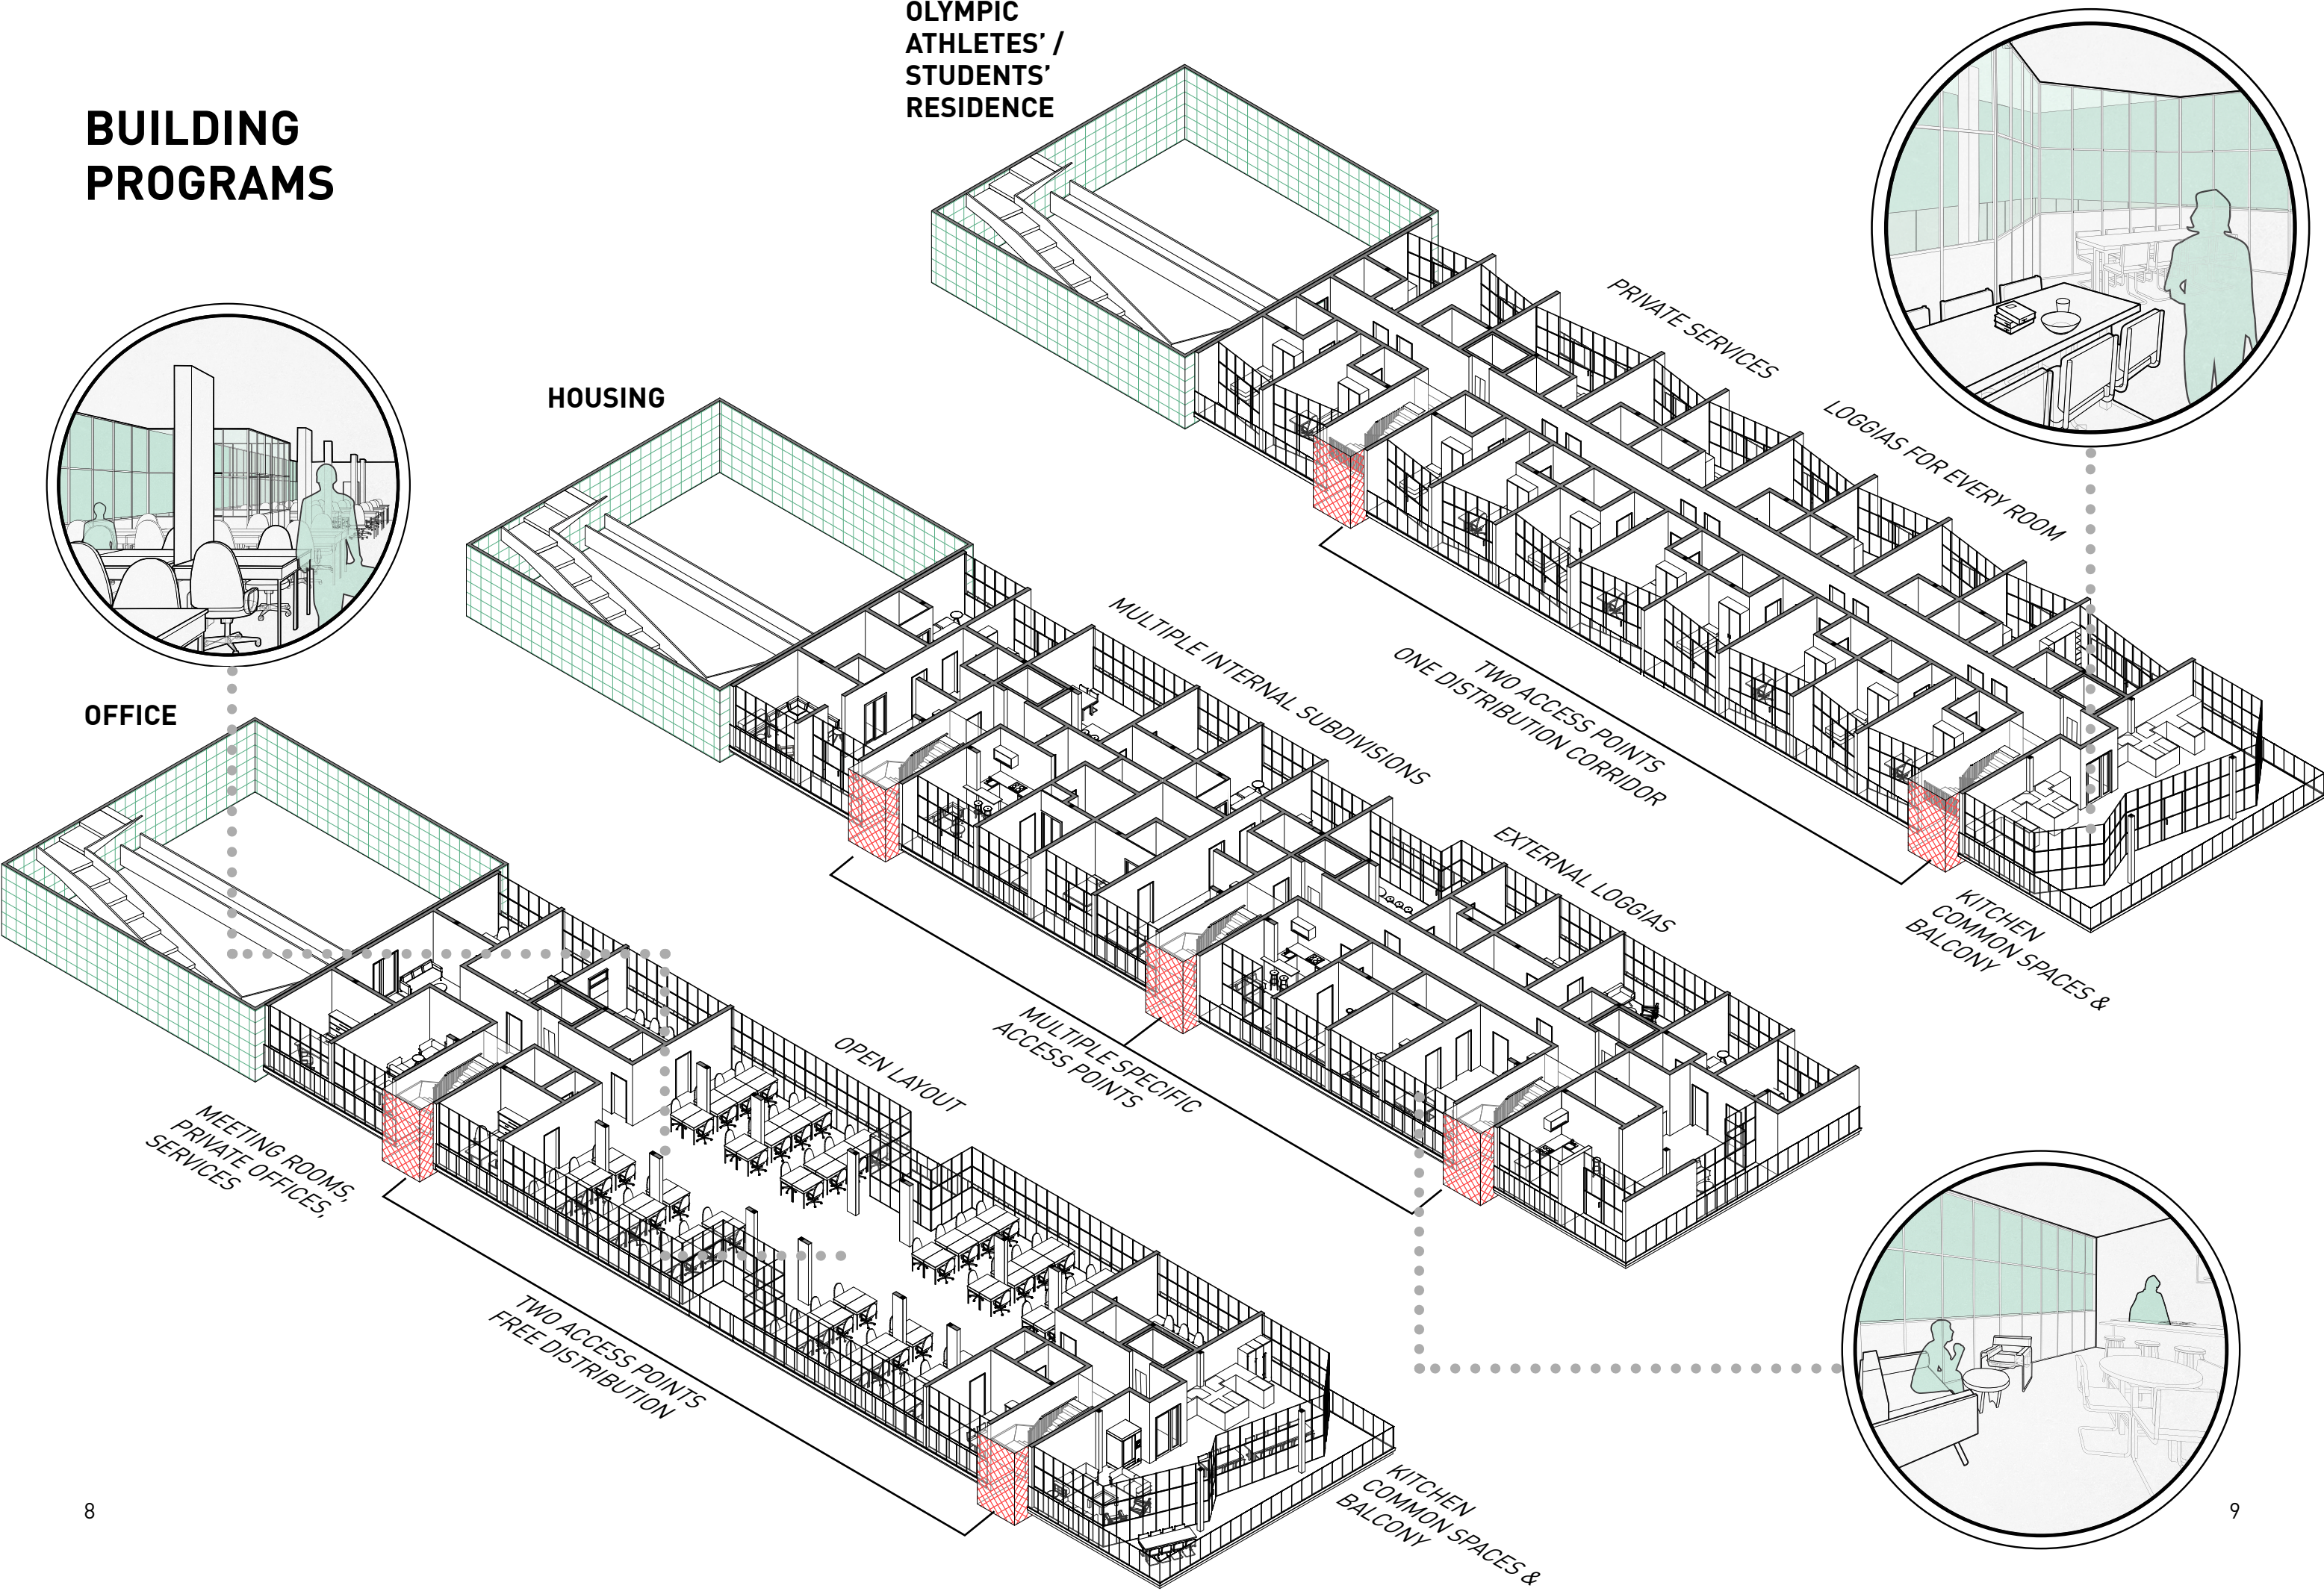 BUILDING
PROGRAMS
OLYMPIC
ATHLETES’ /
STUDENTS’
RESIDENCE
PRIVATE SERVICES
LOGGIAS FOR EVERY ROOM
TWO ACCESS POINTS
ONE DISTRIBUTION CORRIDOR
KITCHEN
COMMON SPACES &
BALCONY
HOUSING
MULTIPLE INTERNAL SUBDIVISIONS
EXTERNAL LOGGIAS
MULTIPLE SPECIFIC
ACCESS POINTS
OFFICE
OPEN LAYOUT
MEETING ROOMS,
PRIVATE OFFICES,
SERVICES
TWO ACCESS POINTS
FREE DISTRIBUTION
KITCHEN
COMMON SPACES &
BALCONY
8
9